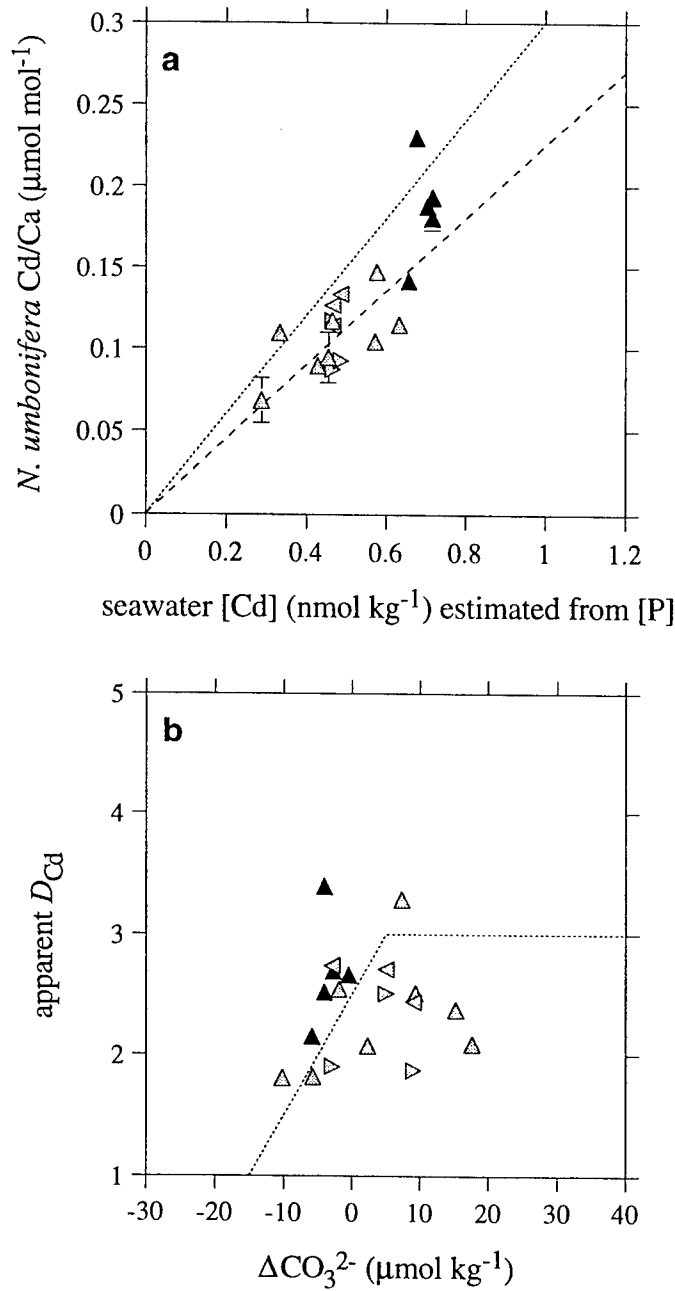 a
N. umbonifera Cd/Ca (µmol mol-1)
0.3
0.25
0.2
0.15
0.1
0.05
0
0 0.2 0.4 0.6 0.8 1 1.2
seawater [Cd] (nmol kg-1) estimated from [P]
b
apparent DCd
5
4
3
2
1
-30 -20 -10 0 10 20 30 40
ΔCO32- (µmol kg-1)